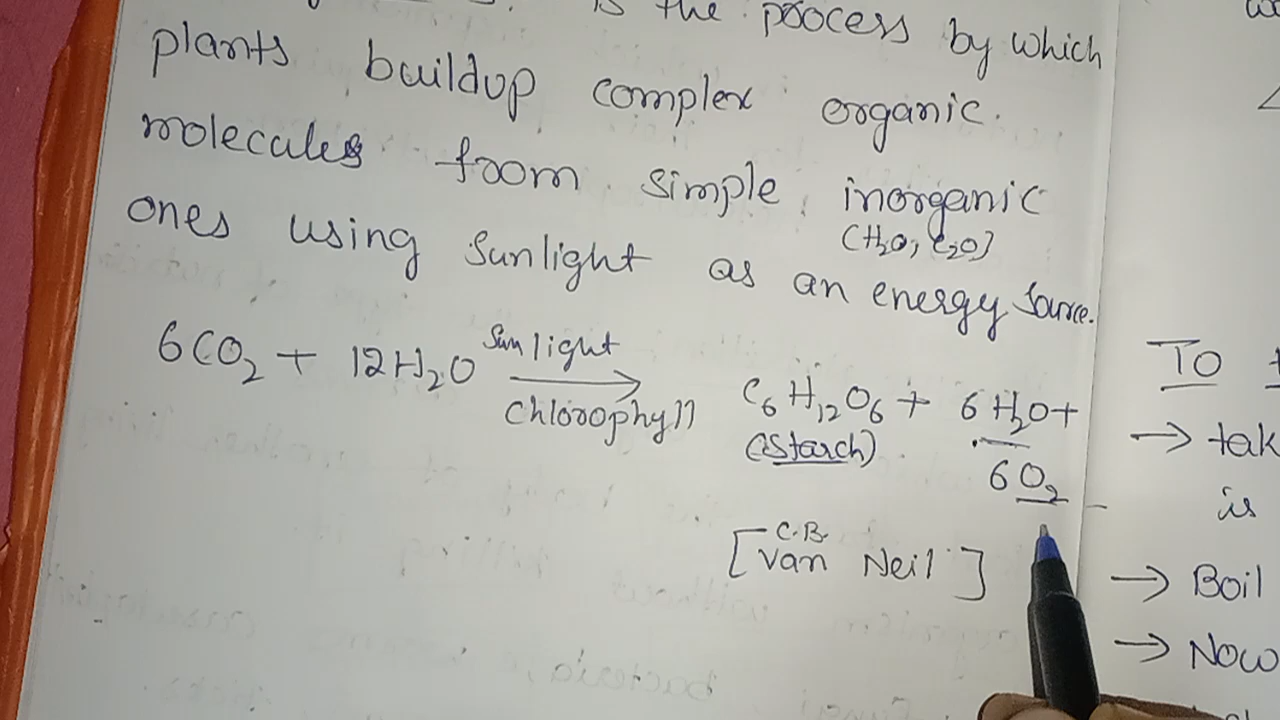 is the process by which
plants buildup complex organic.
molecules from simple inorganic
(H₂O, C₂O)
ones using Sunlight as an energy Source.
6CO₂ + 12H₂O Sunlight Chlorophyll C₆H₁₂O₆ + 6H₂O +
(starch) 6O₂
[C.B. Van Neil]
TO
→ tak
is
→ Boil
→ Now